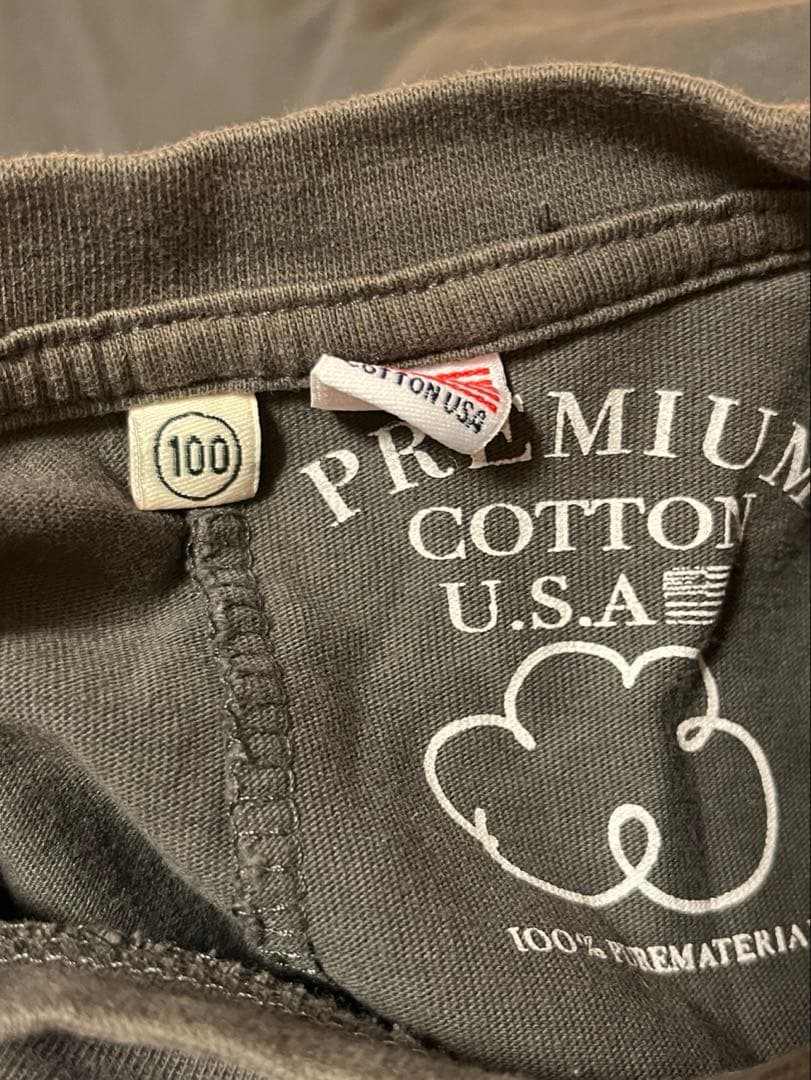 100
COTTON USA
PREMIUM
COTTON
U.S.A
100% PUREMATERIA